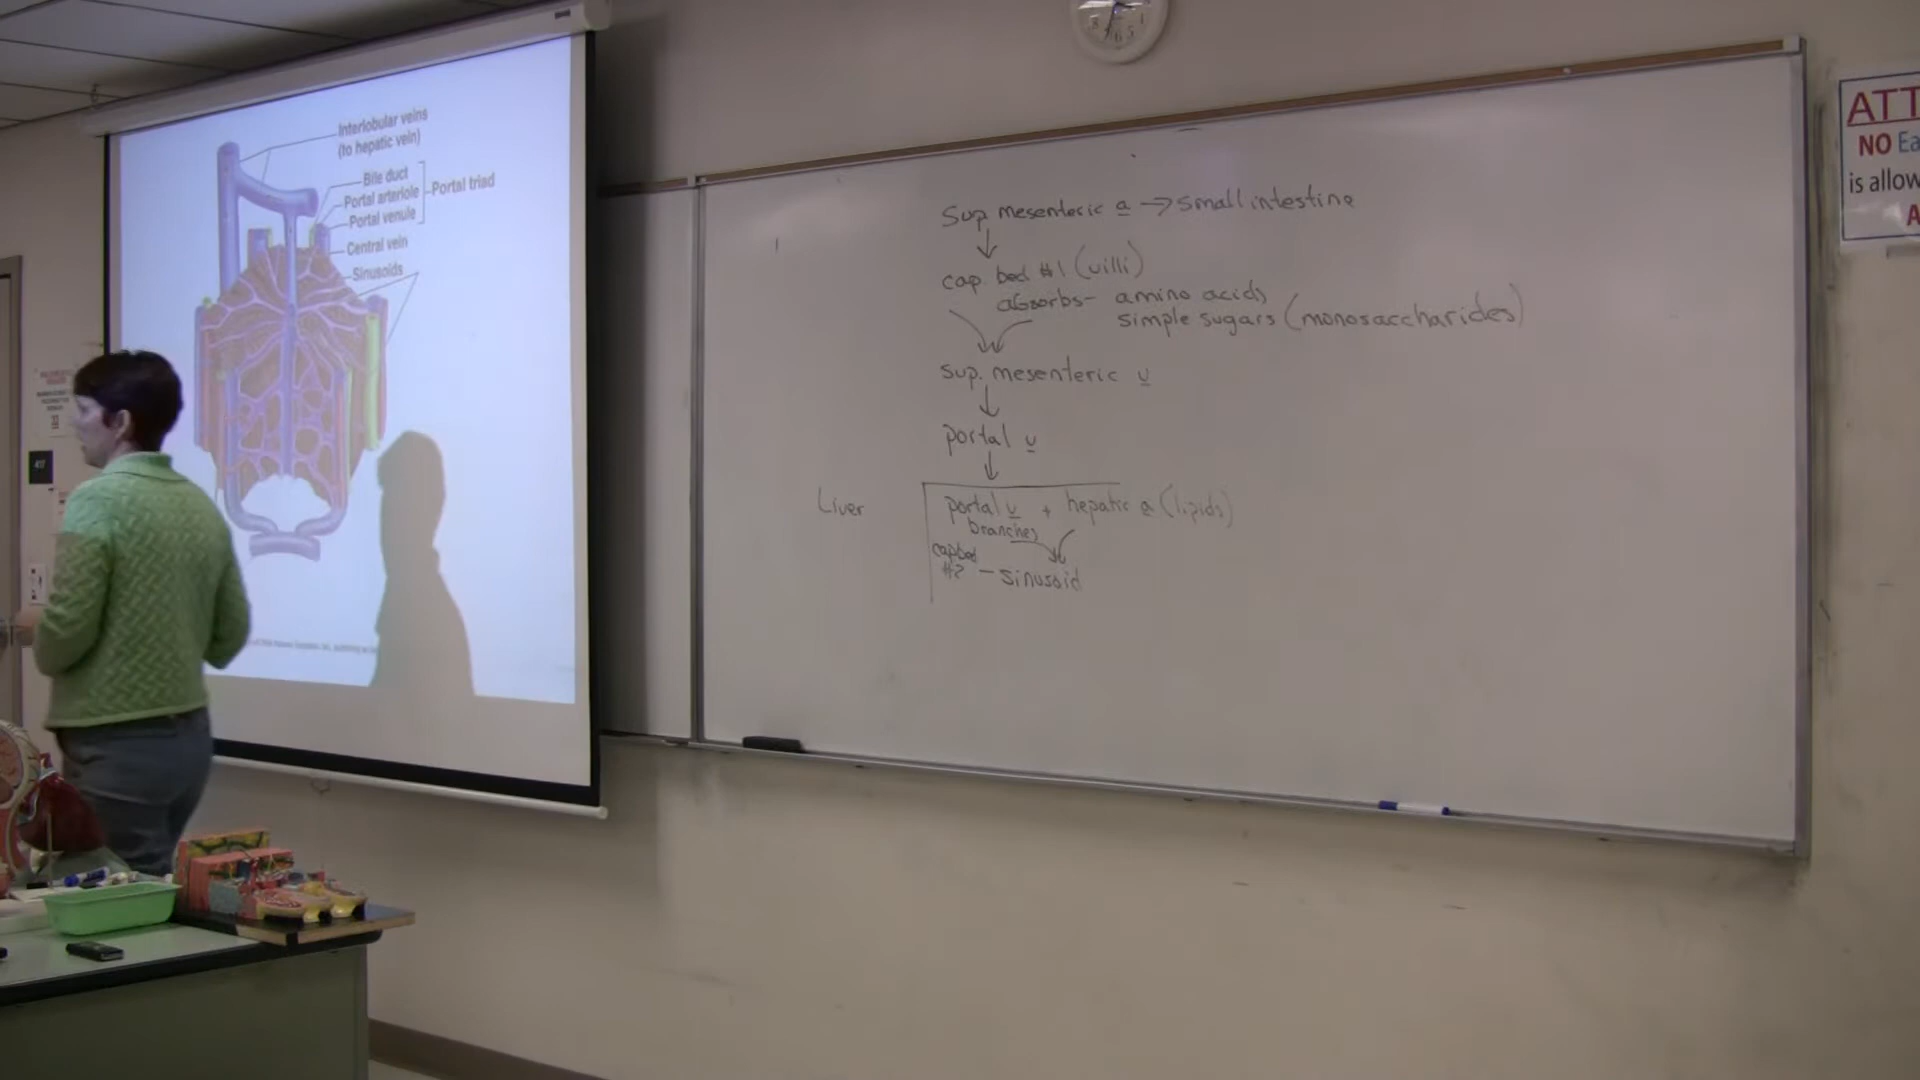 Interlobular veins
(to hepatic vein)
Bile duct
Portal arteriole
Portal venule
Portal triad
Central vein
Sinusoids
Sup mesenteric a → small intestine
cap bed #1 (villi)
absorbs- amino acids
simple sugars (monosaccharides)
sup. mesenteric v
portal v
Liver
portal v + hepatic a (lipids)
branches
cap bed
#2 - sinusoid
ATT
NO Ea
is allow
A